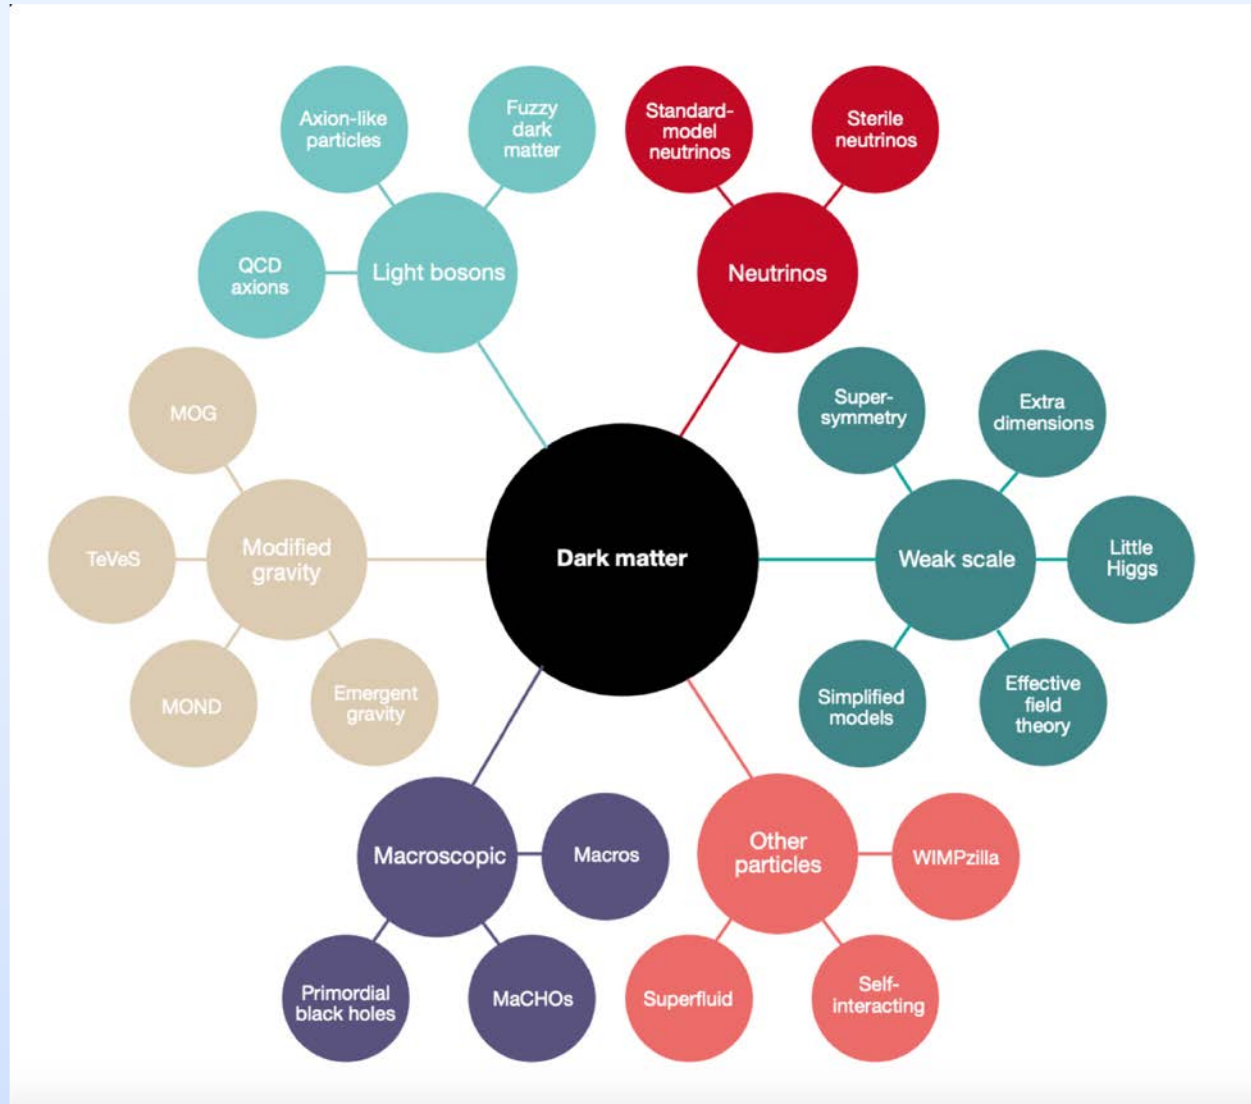 Axion-like
particles
Fuzzy
dark
matter
Standard-
model
neutrinos
Sterile
neutrinos
QCD
axions
Light bosons
Neutrinos
MOG
Super-
symmetry
Extra
dimensions
TeVeS
Modified
gravity
Dark matter
Weak scale
Little
Higgs
MOND
Emergent
gravity
Simplified
models
Effective
field
theory
Macroscopic
Macros
Other
particles
WIMPzilla
Primordial
black holes
MaCHOs
Superfluid
Self-
interacting